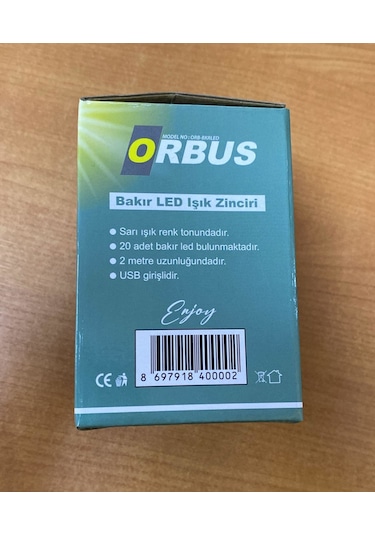 MODEL NO: ORB-BKRLED
ORBUS
Bakır LED Işık Zinciri
Sarı ışık renk tonundadır.
20 adet bakır led bulunmaktadır.
2 metre uzunluğundadır.
USB girişlidir.
Enjoy
CE
8 697918 400002